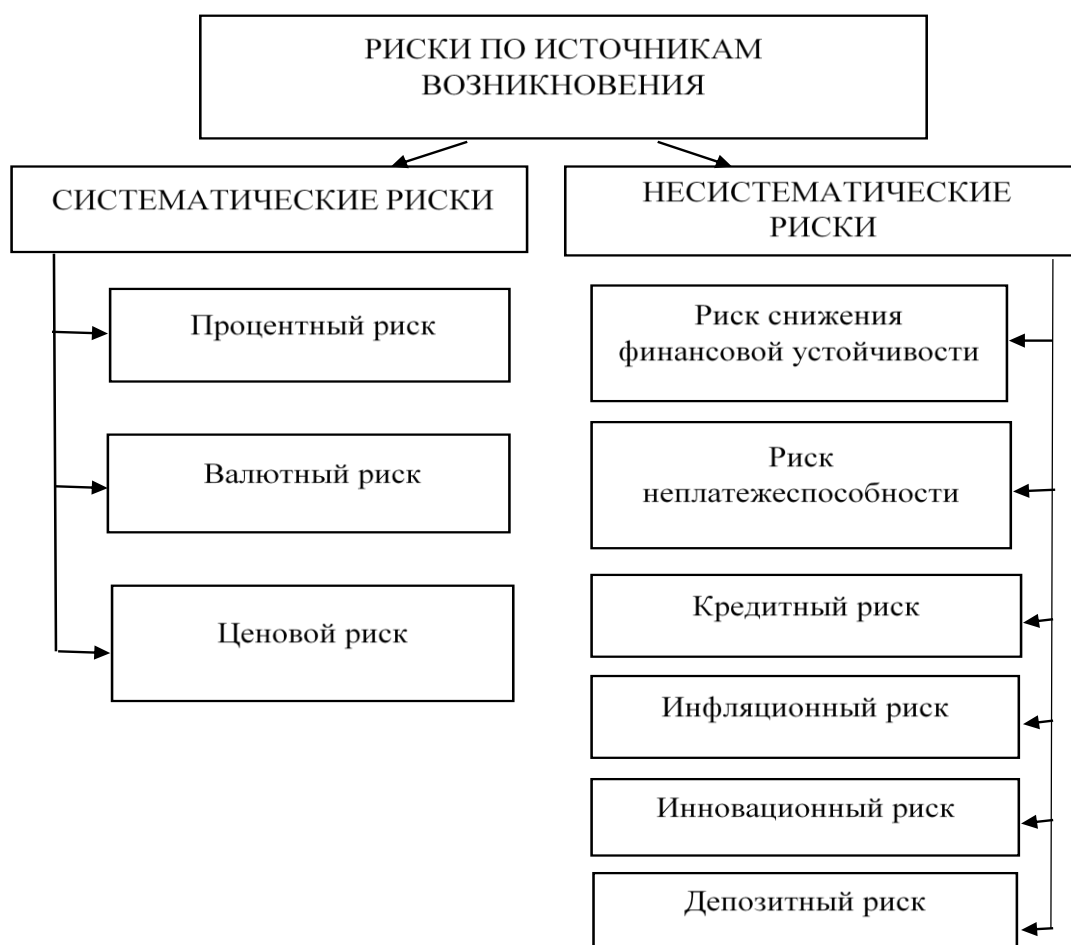 РИСКИ ПО ИСТОЧНИКАМ
ВОЗНИКНОВЕНИЯ
СИСТЕМАТИЧЕСКИЕ РИСКИ
Процентный риск
Валютный риск
Ценовой риск
НЕСИСТЕМАТИЧЕСКИЕ
РИСКИ
Риск снижения
финансовой устойчивости
Риск
неплатежеспособности
Кредитный риск
Инфляционный риск
Инновационный риск
Депозитный риск